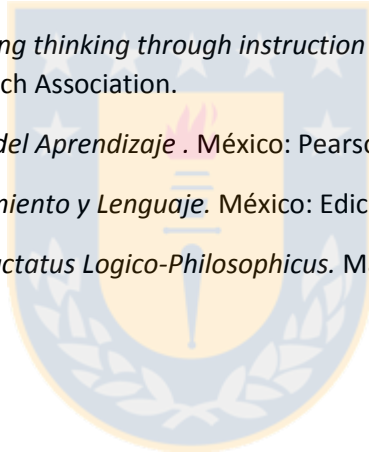 ng thinking through instruction
ch Association.
del Aprendizaje . México: Pearso
miento y Lenguaje. México: Edic
ctatus Logico-Philosophicus. M